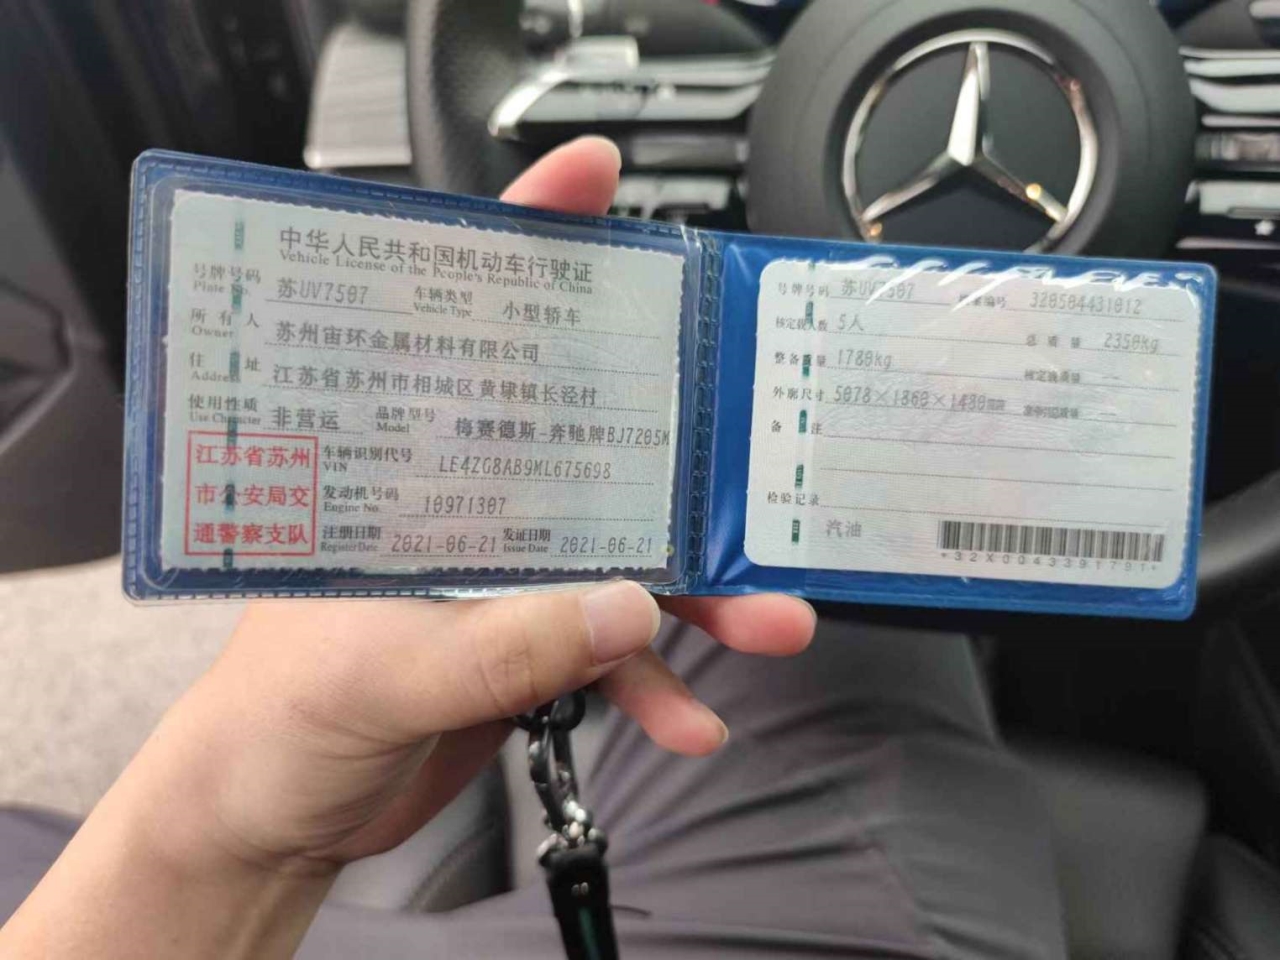 中华人民共和国机动车行驶证
Vehicle License of the People's Republic of China
号牌号码 苏UV7507 车辆类型 小型轿车
Plate No. Vehicle Type
所有人 苏州宙环金属材料有限公司
Owner
住址 江苏省苏州市相城区黄埭镇长泾村
Address
使用性质 非营运 品牌型号 梅赛德斯-奔驰牌BJ7205M
Use Character Model
江苏省苏州
市公安局交
通警察支队
车辆识别代号 LE4ZG8AB9ML675698
VIN
发动机号码 10971307
Engine No.
注册日期 2021-06-21 发证日期 2021-06-21
Register Date Issue Date
号牌号码 苏UV7507 档案编号 320504431012
核定载人数 5人 总质量 2350kg
整备质量 1780kg 核定载质量 --
外廓尺寸 5078×1860×1480mm 准牵引总质量 --
备注
检验记录
汽油
*32X0043391791*